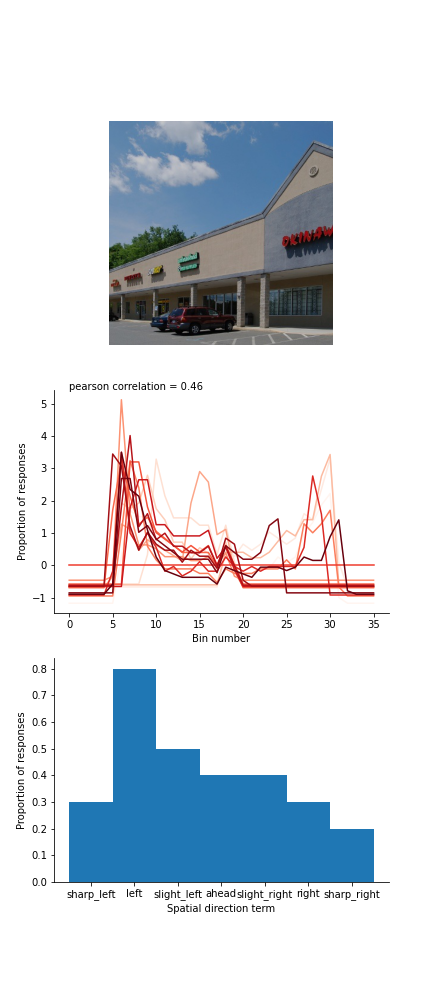 OKINAWA
pearson correlation = 0.46
Proportion of responses
5
4
3
2
1
0
−1
0 5 10 15 20 25 30 35
Bin number
Proportion of responses
0.8
0.7
0.6
0.5
0.4
0.3
0.2
0.1
0.0
sharp_left left slight_left ahead slight_right right sharp_right
Spatial direction term